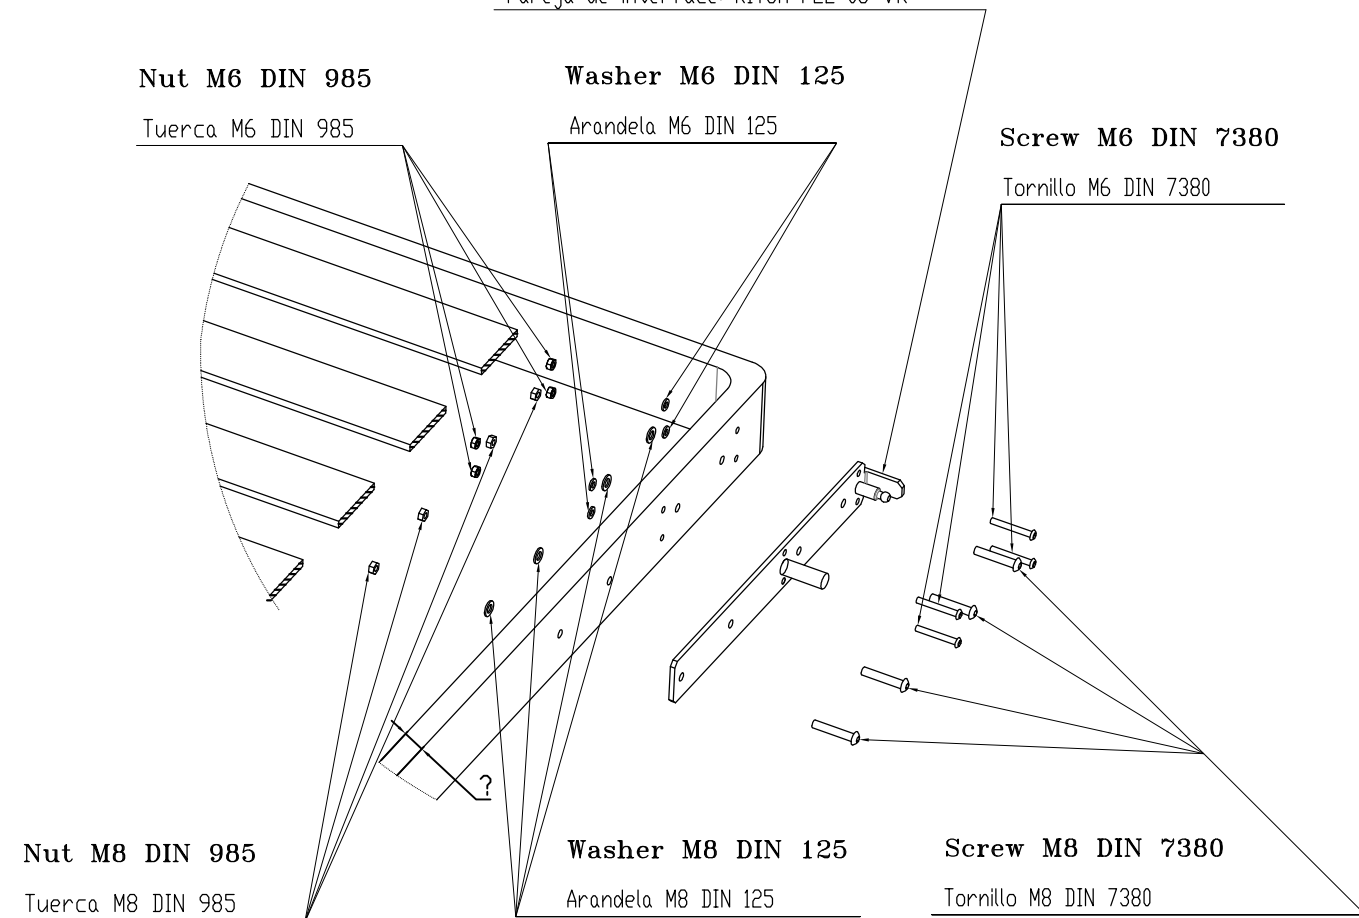 Nut M6 DIN 985
Tuerca M6 DIN 985
Washer M6 DIN 125
Arandela M6 DIN 125
Screw M6 DIN 7380
Tornillo M6 DIN 7380
?
Nut M8 DIN 985
Tuerca M8 DIN 985
Washer M8 DIN 125
Arandela M8 DIN 125
Screw M8 DIN 7380
Tornillo M8 DIN 7380